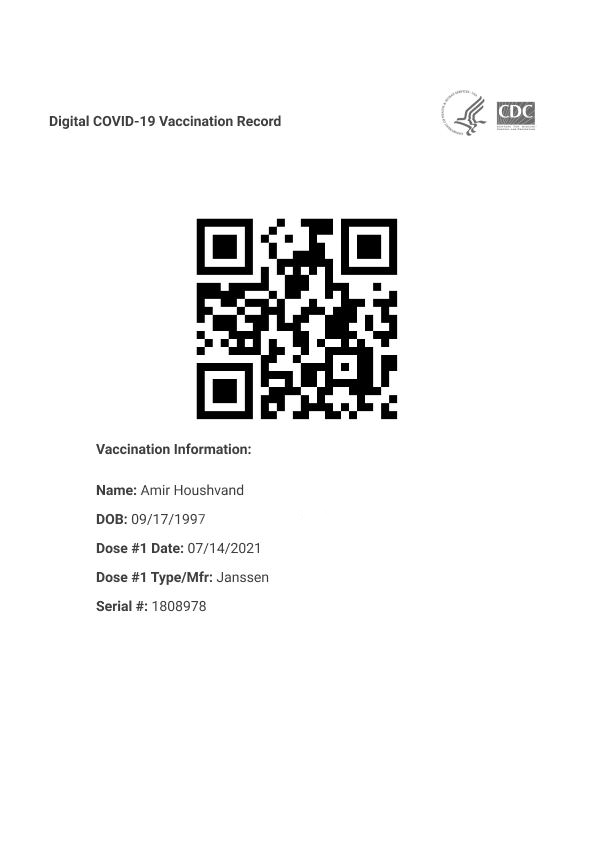 Digital COVID-19 Vaccination Record
CDC
Vaccination Information:
Name: Amir Houshvand
DOB: 09/17/1997
Dose #1 Date: 07/14/2021
Dose #1 Type/Mfr: Janssen
Serial #: 1808978